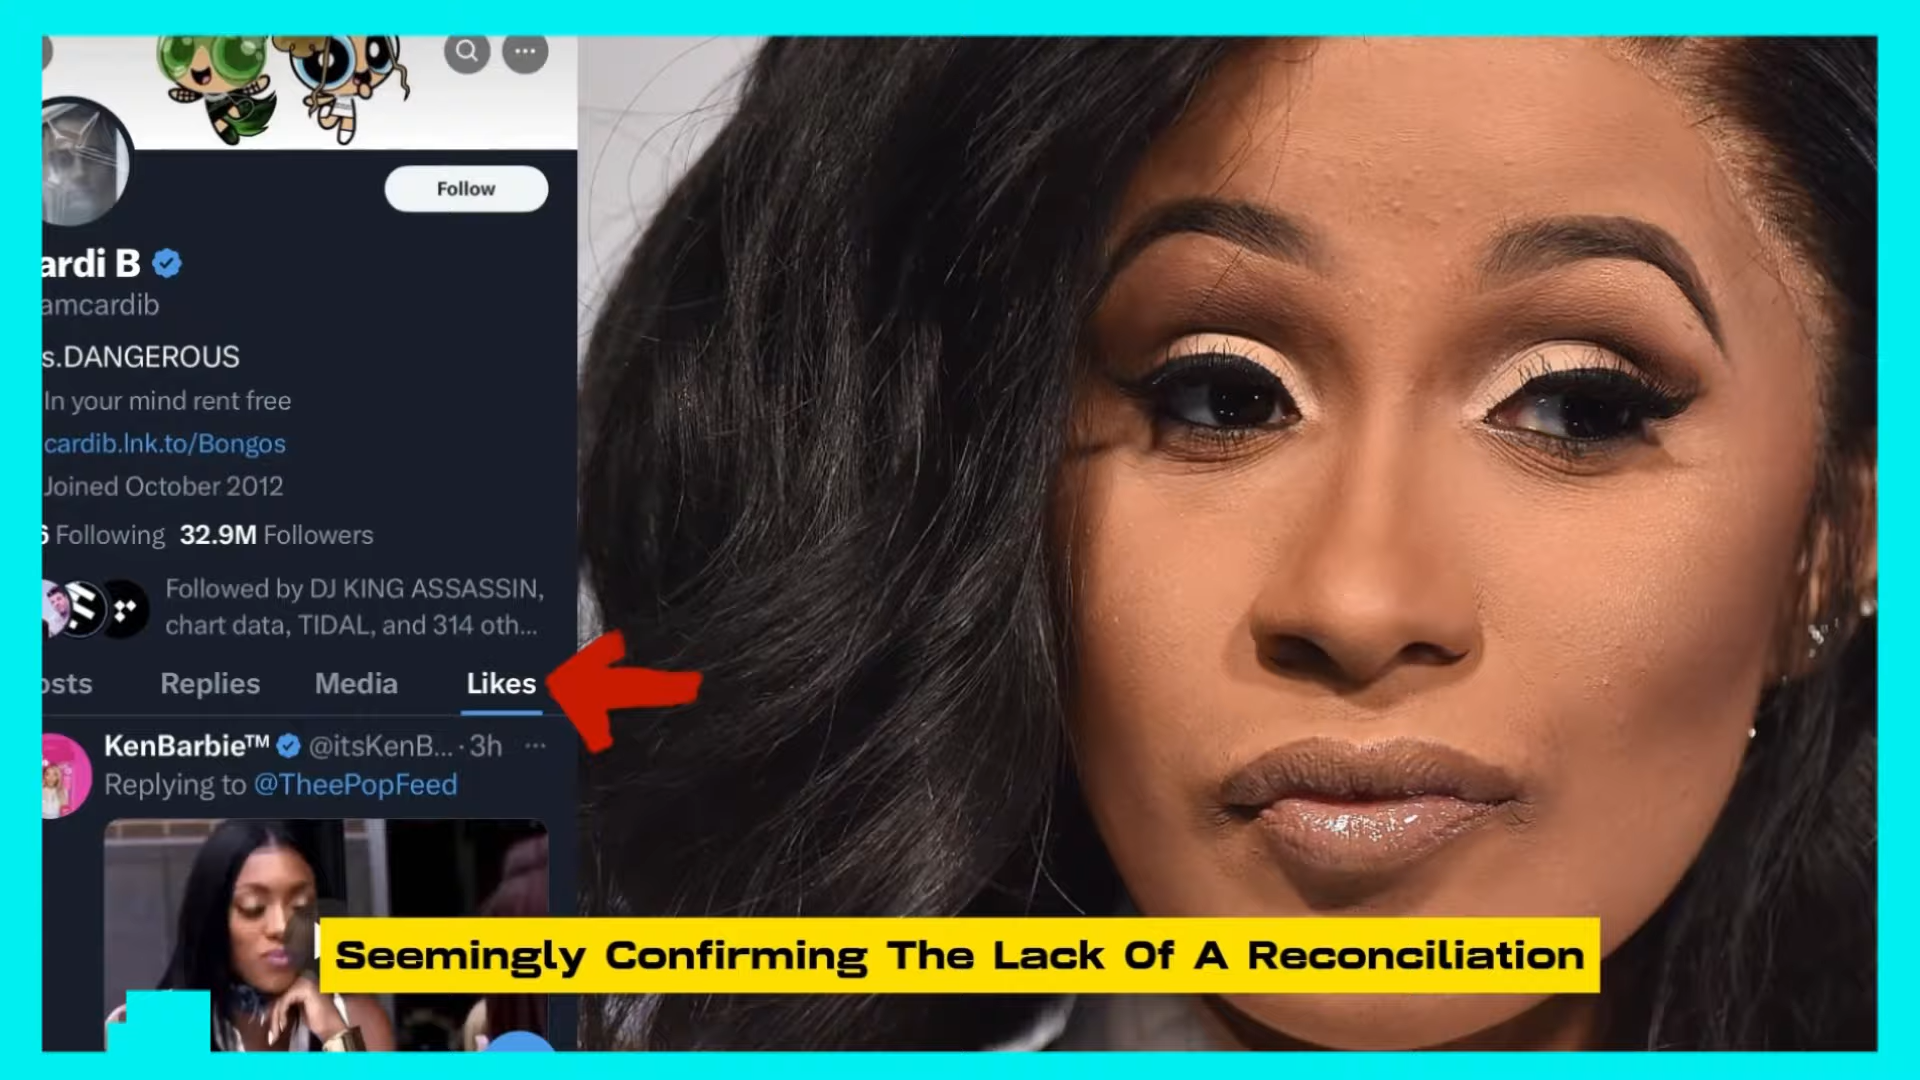 Follow
ardi B
amcardib
s.DANGEROUS
In your mind rent free
cardib.lnk.to/Bongos
Joined October 2012
6 Following 32.9M Followers
Followed by DJ KING ASSASSIN,
chart data, TIDAL, and 314 oth...
osts Replies Media Likes
KenBarbie™ @itsKenB... · 3h
Replying to @TheePopFeed
Seemingly Confirming The Lack Of A Reconciliation